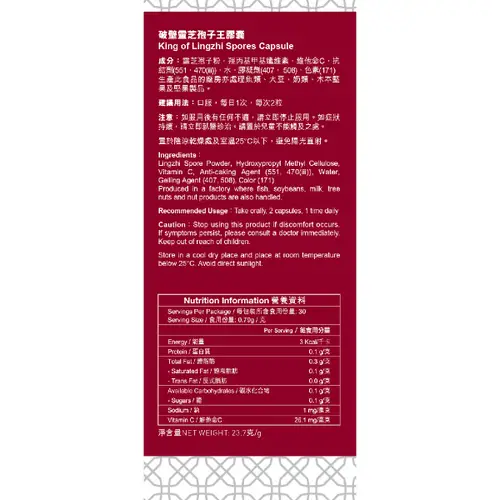 破壁靈芝孢子王膠囊
King of Lingzhi Spores Capsule
成分：靈芝孢子粉、羥丙基甲基纖維素、維他命C、抗
結劑(551，470(iii))、水、膠凝劑(407，508)、色素(171)
生產此食品的廠房亦處理魚類、大豆、奶類、木本堅
果及堅果製品。
建議用法：口服，每日1次，每次2粒
注意：如服用後有任何不適，請立即停止服用。如症狀
持續，請立即就醫診治。請置於兒童不能觸及之處。
置於陰涼乾燥處及室溫25°C以下，避免陽光直射。
Ingredients :
Lingzhi Spore Powder, Hydroxypropyl Methyl Cellulose,
Vitamin C, Anti-caking Agent (551, 470(iii)), Water,
Gelling Agent (407, 508), Color (171)
Produced in a factory where fish, soybeans, milk, tree
nuts and nut products are also handled.
Recommended Usage : Take orally, 2 capsules, 1 time daily
Caution : Stop using this product if discomfort occurs.
If symptoms persist, please consult a doctor immediately.
Keep out of reach of children.
Store in a cool dry place and place at room temperature
below 25°C. Avoid direct sunlight.
Nutrition Information 營養資料
Servings Per Package / 每包裝所含食用份量: 30
Serving Size / 食用份量: 0.79g / 克
Per Serving / 每食用份量
Energy / 能量 3 Kcal/千卡
Protein / 蛋白質 0.1 g/克
Total Fat / 總脂肪 0.3 g/克
- Saturated Fat / 飽和脂肪 0.1 g/克
- Trans Fat / 反式脂肪 0.0 g/克
Available Carbohydrates / 碳水化合物 0.1 g/克
- Sugars / 糖 0.1 g/克
Sodium / 鈉 1 mg/毫克
Vitamin C / 維他命C 26.1 mg/毫克
淨含量NET WEIGHT: 23.7克/g